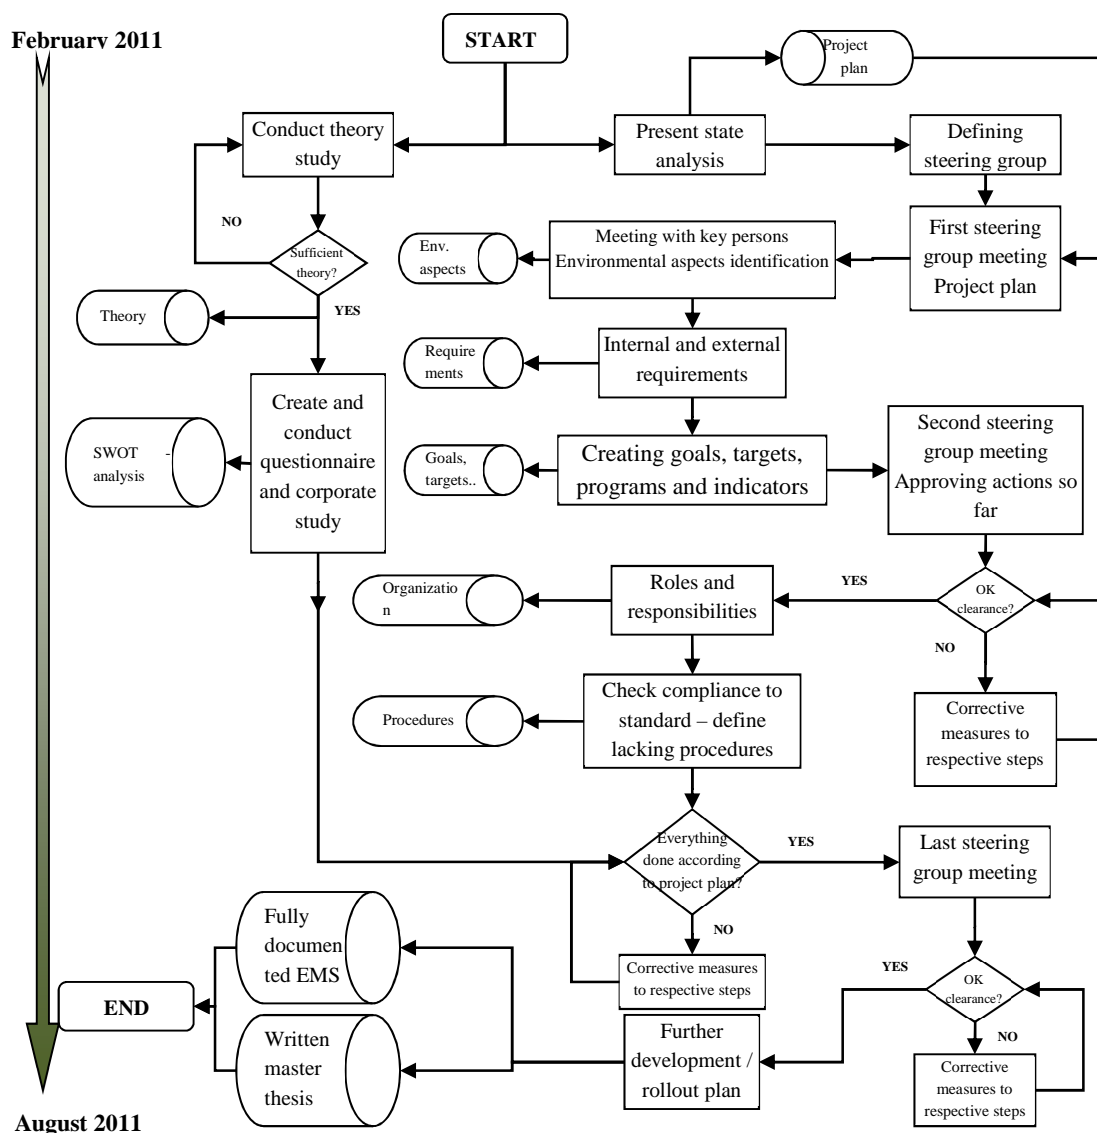 February 2011
START
Project
plan
Conduct theory
study
Present state
analysis
Defining
steering group
NO
Sufficient
theory?
YES
Theory
Env.
aspects
Meeting with key persons
Environmental aspects identification
First steering
group meeting
Project plan
Require
ments
Internal and external
requirements
Create and
conduct
questionnaire
and corporate
study
SWOT -
analysis
Goals,
targets..
Creating goals, targets,
programs and indicators
Second steering
group meeting
Approving actions so
far
Organizatio
n
Roles and
responsibilities
YES
OK
clearance?
NO
Procedures
Check compliance to
standard – define
lacking procedures
Corrective
measures to
respective steps
Everything
done according
to project plan?
YES
Last steering
group meeting
NO
Corrective measures
to respective steps
Fully
documen
ted EMS
YES
OK
clearance?
NO
END
Written
master
thesis
Further
development /
rollout plan
Corrective
measures to
respective steps
August 2011